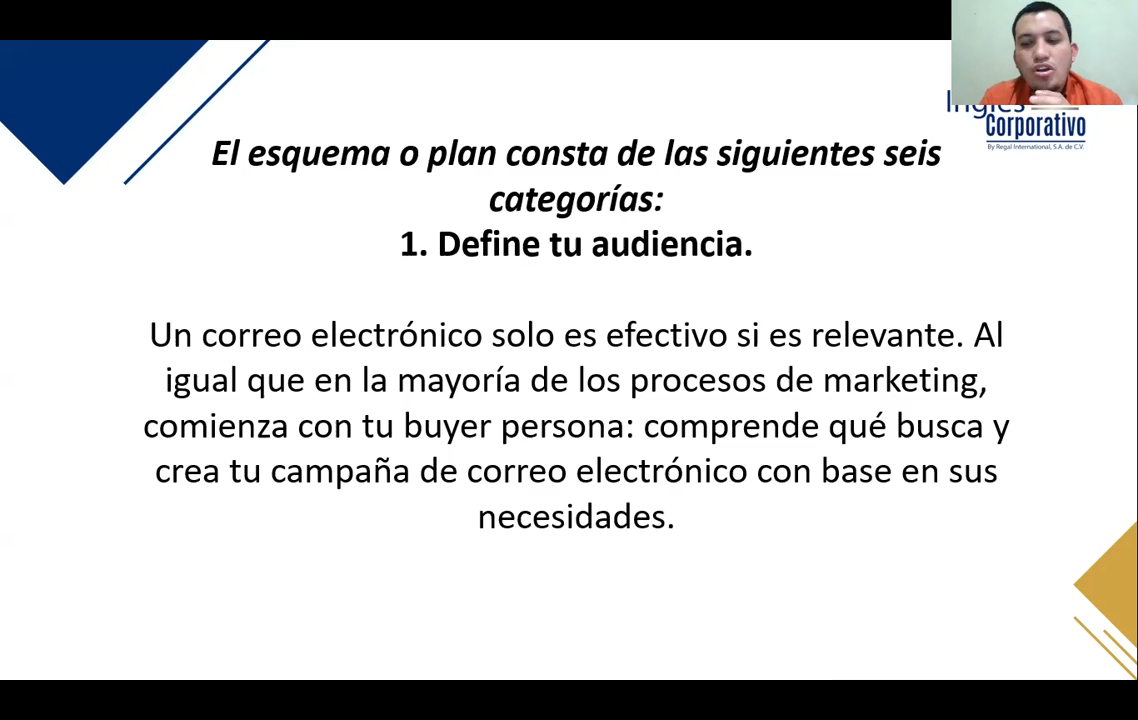 Inglés
Corporativo
By Regal International, S.A. de C.V.
El esquema o plan consta de las siguientes seis
categorías:
1. Define tu audiencia.
Un correo electrónico solo es efectivo si es relevante. Al
igual que en la mayoría de los procesos de marketing,
comienza con tu buyer persona: comprende qué busca y
crea tu campaña de correo electrónico con base en sus
necesidades.